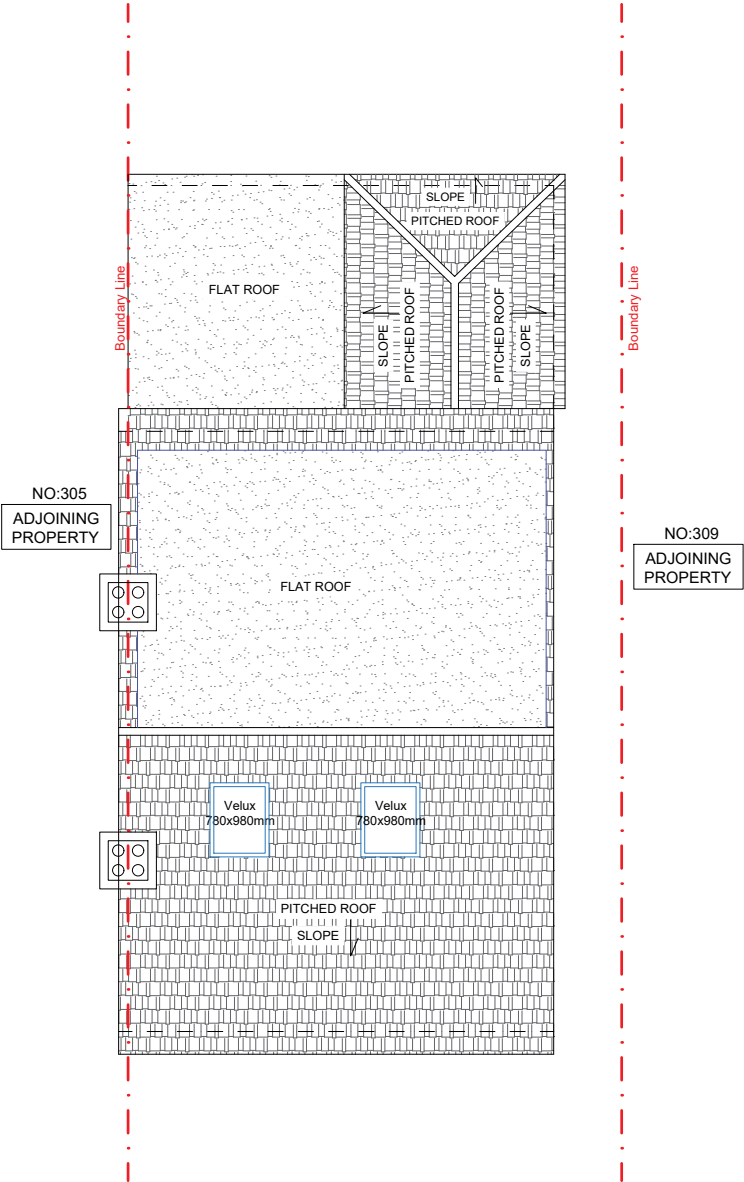 SLOPE
PITCHED ROOF
FLAT ROOF
Boundary Line
SLOPE
PITCHED ROOF
PITCHED ROOF
SLOPE
Boundary Line
NO:305
ADJOINING
PROPERTY
NO:309
ADJOINING
PROPERTY
FLAT ROOF
Velux
780x980mm
Velux
780x980mm
PITCHED ROOF
SLOPE